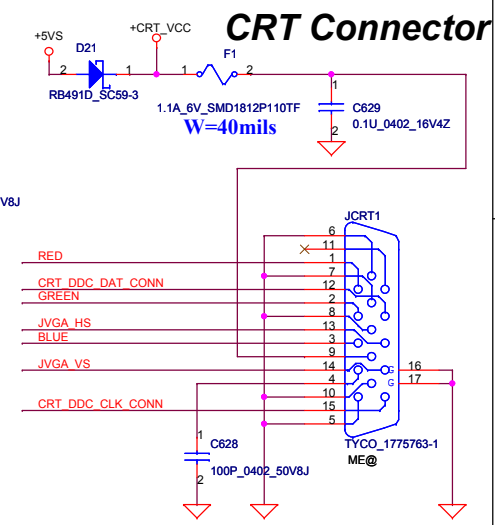 CRT Connector
+5VS
+CRT_VCC
D21
F1
2 1 1 2
RB491D_SC59-3
1.1A_6V_SMD1812P110TF
W=40mils
1
C629
0.1U_0402_16V4Z
2
V8J
JCRT1
6
11
RED
1
7
CRT_DDC_DAT_CONN
12
GREEN
2
8
JVGA_HS
13
BLUE
3
9
JVGA_VS
14
G 16
4
G 17
10
CRT_DDC_CLK_CONN
15
5
1
C628
TYCO_1775763-1
ME@
100P_0402_50V8J
2